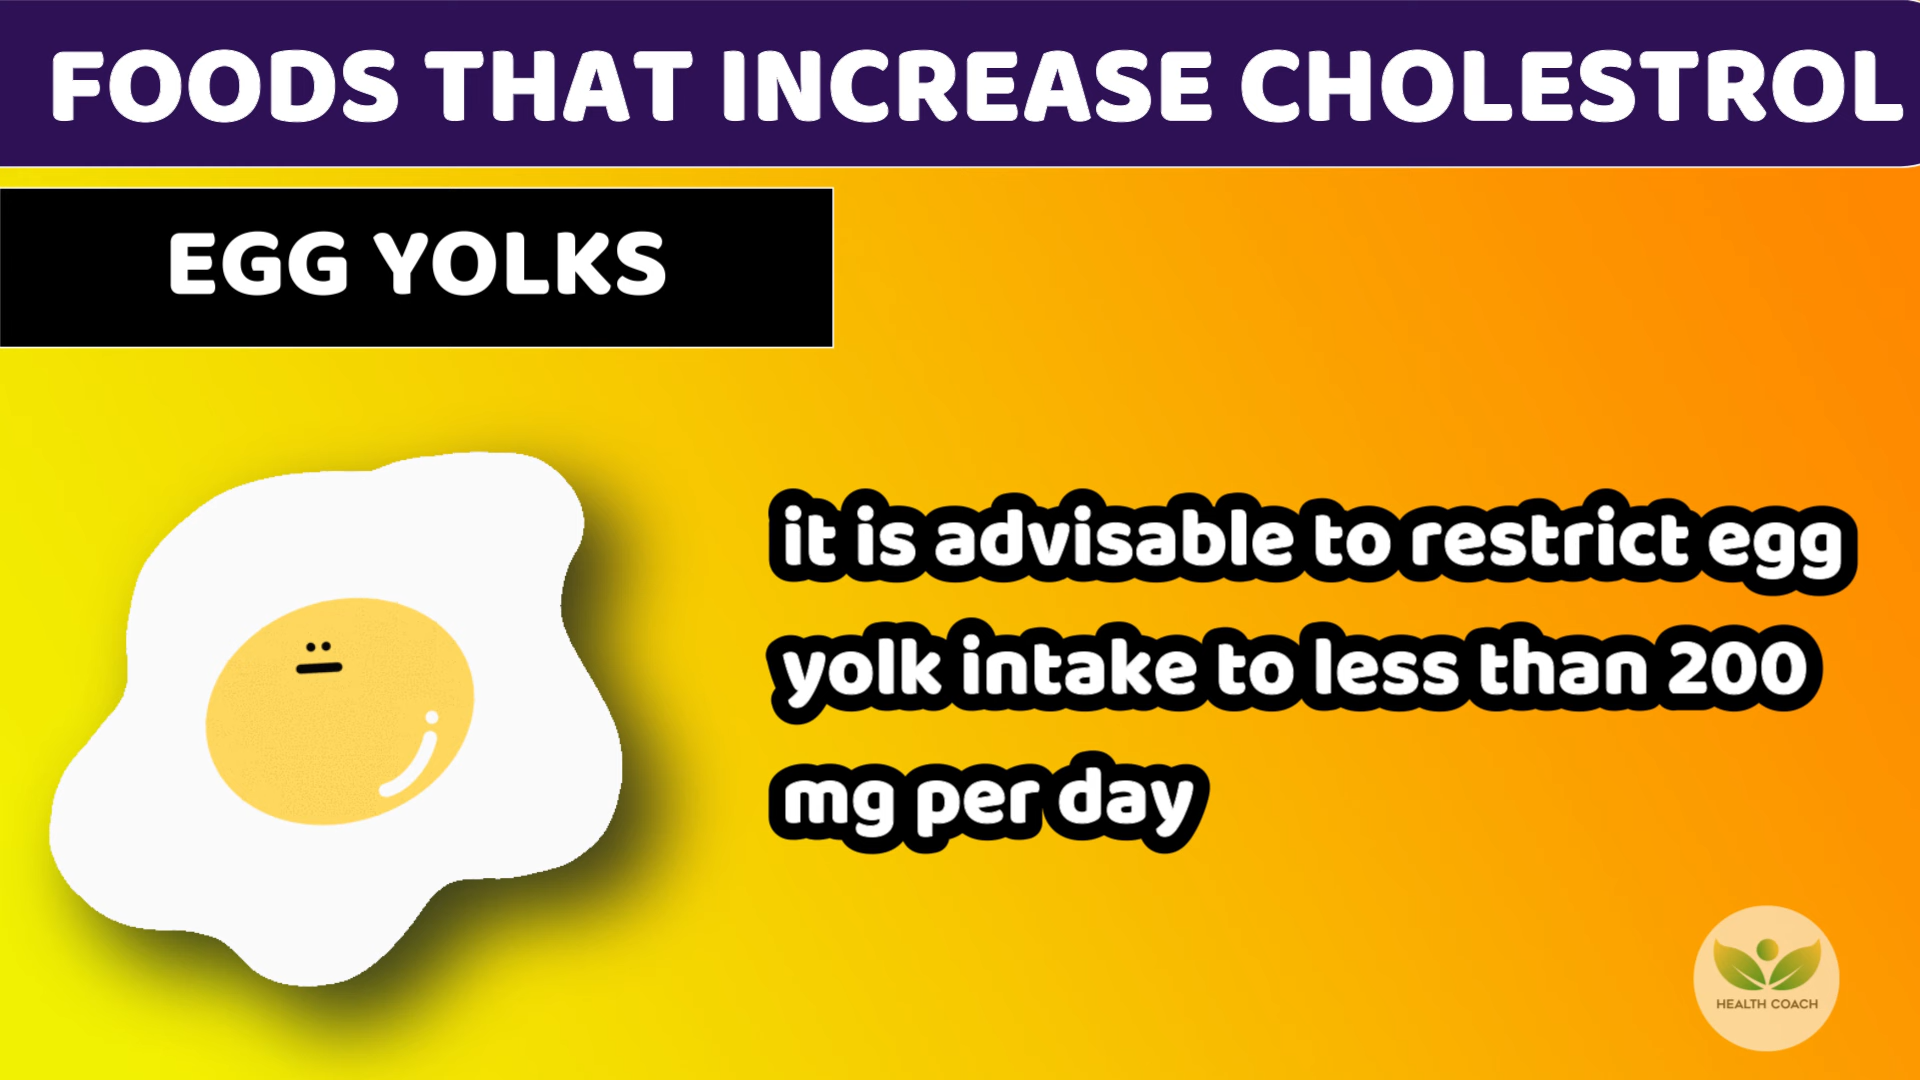 FOODS THAT INCREASE CHOLESTROL
EGG YOLKS
it is advisable to restrict egg
yolk intake to less than 200
mg per day
HEALTH COACH